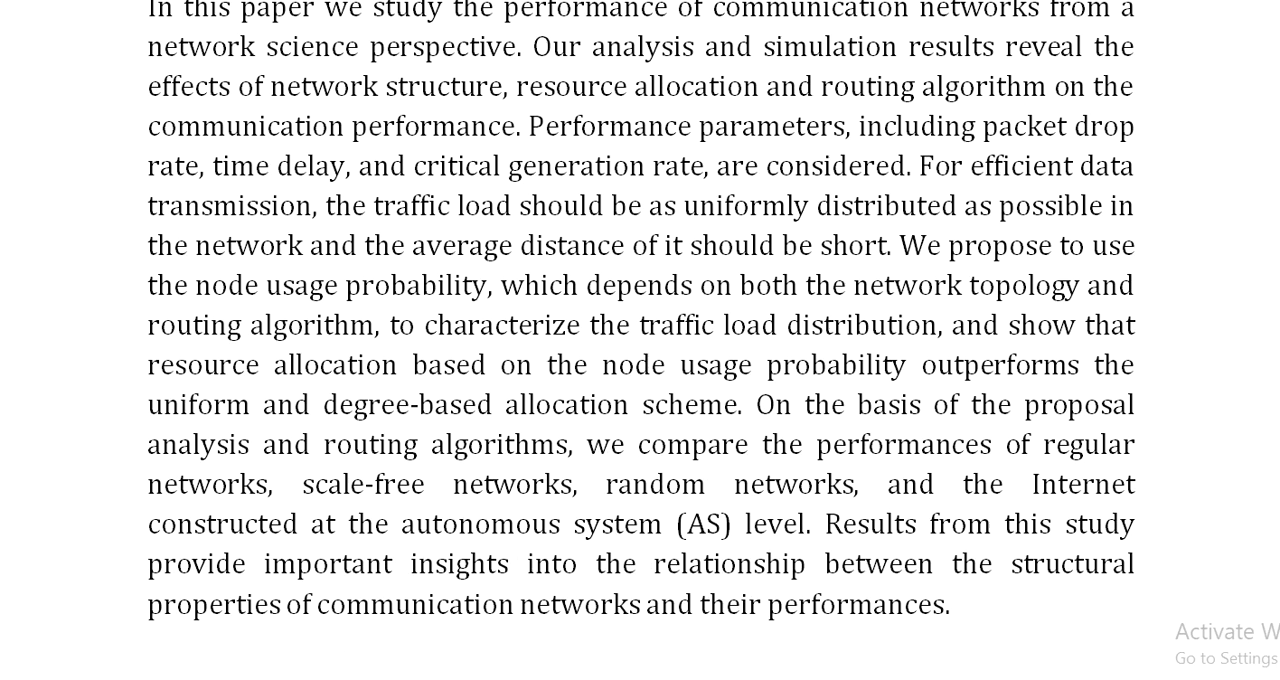 In this paper we study the performance of communication networks from a
network science perspective. Our analysis and simulation results reveal the
effects of network structure, resource allocation and routing algorithm on the
communication performance. Performance parameters, including packet drop
rate, time delay, and critical generation rate, are considered. For efficient data
transmission, the traffic load should be as uniformly distributed as possible in
the network and the average distance of it should be short. We propose to use
the node usage probability, which depends on both the network topology and
routing algorithm, to characterize the traffic load distribution, and show that
resource allocation based on the node usage probability outperforms the
uniform and degree-based allocation scheme. On the basis of the proposal
analysis and routing algorithms, we compare the performances of regular
networks, scale-free networks, random networks, and the Internet
constructed at the autonomous system (AS) level. Results from this study
provide important insights into the relationship between the structural
properties of communication networks and their performances.
Activate W
Go to Settings